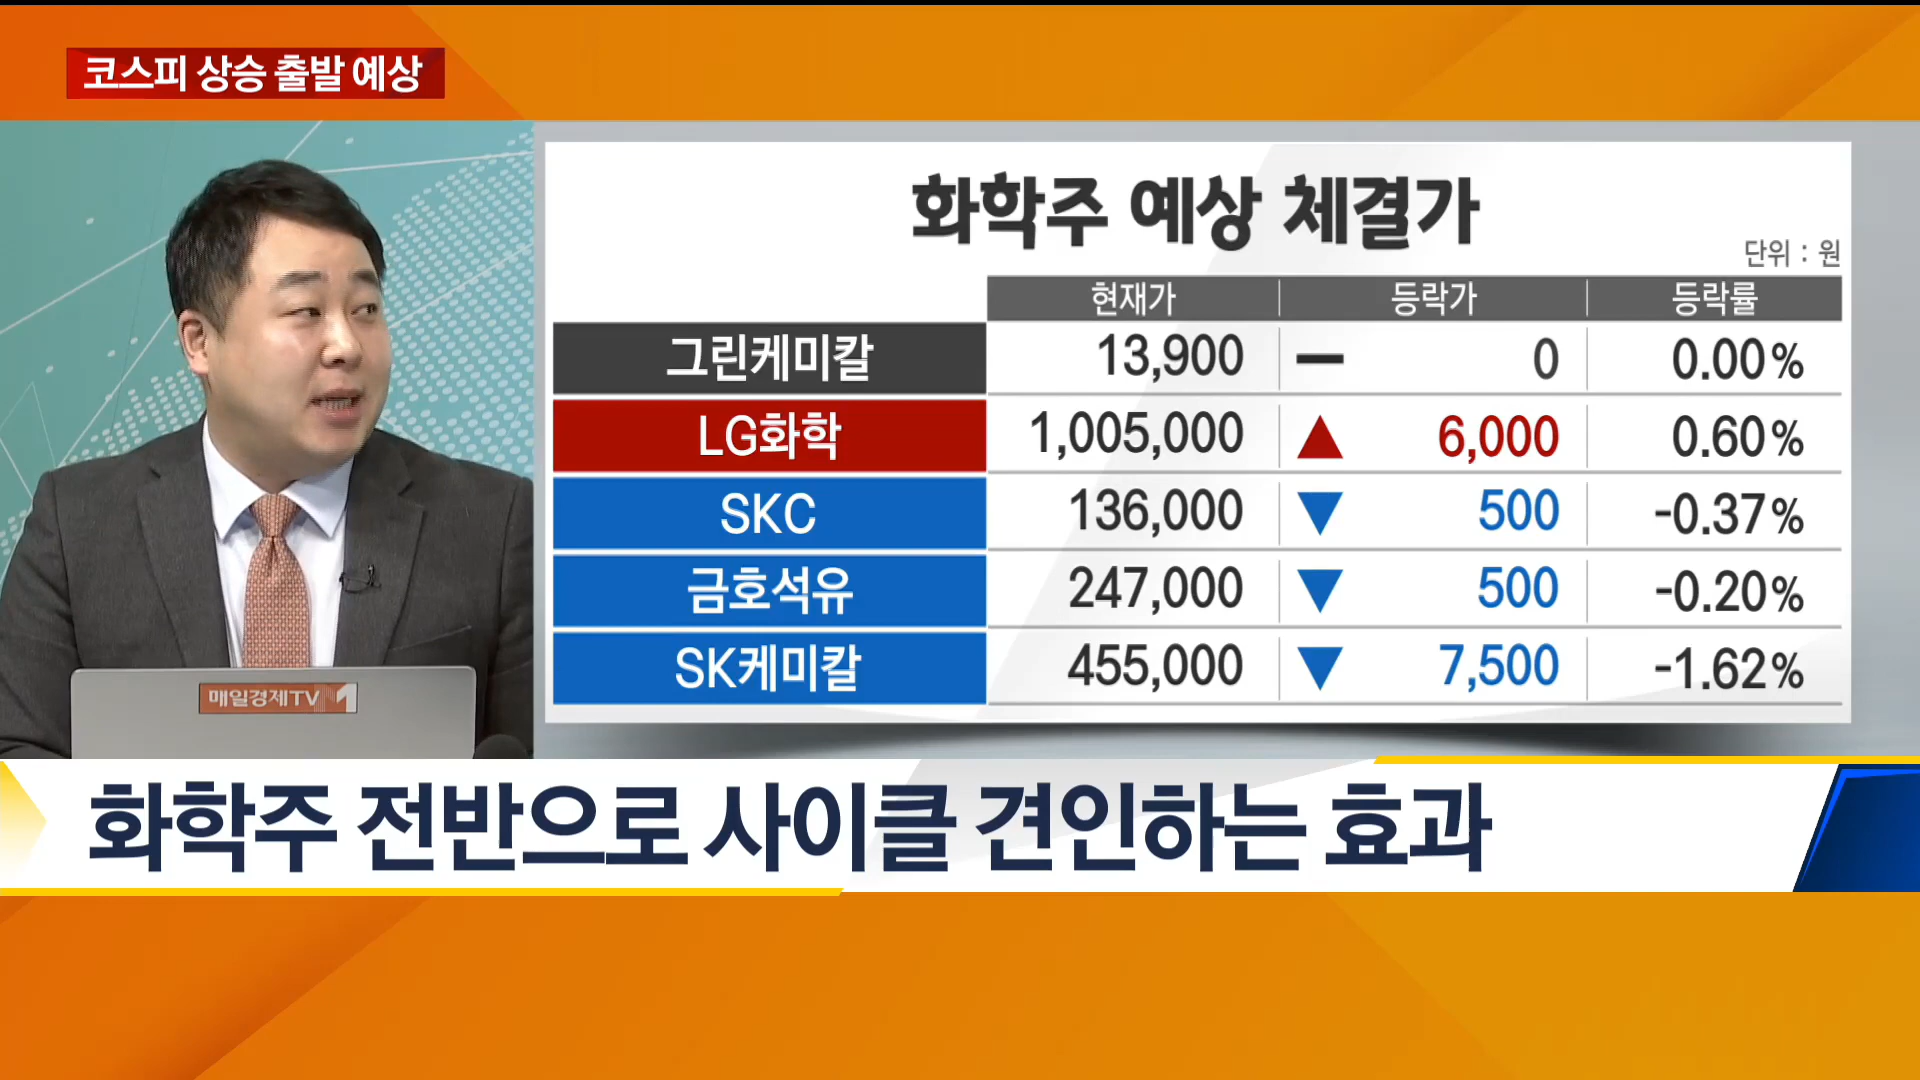 코스피 상승 출발 예상
화학주 예상 체결가
단위 : 원
현재가 등락가 등락률
그린케미칼 13,900 ━ 0 0.00%
LG화학 1,005,000 ▲ 6,000 0.60%
SKC 136,000 ▼ 500 -0.37%
금호석유 247,000 ▼ 500 -0.20%
SK케미칼 455,000 ▼ 7,500 -1.62%
매일경제TV 1
화학주 전반으로 사이클 견인하는 효과